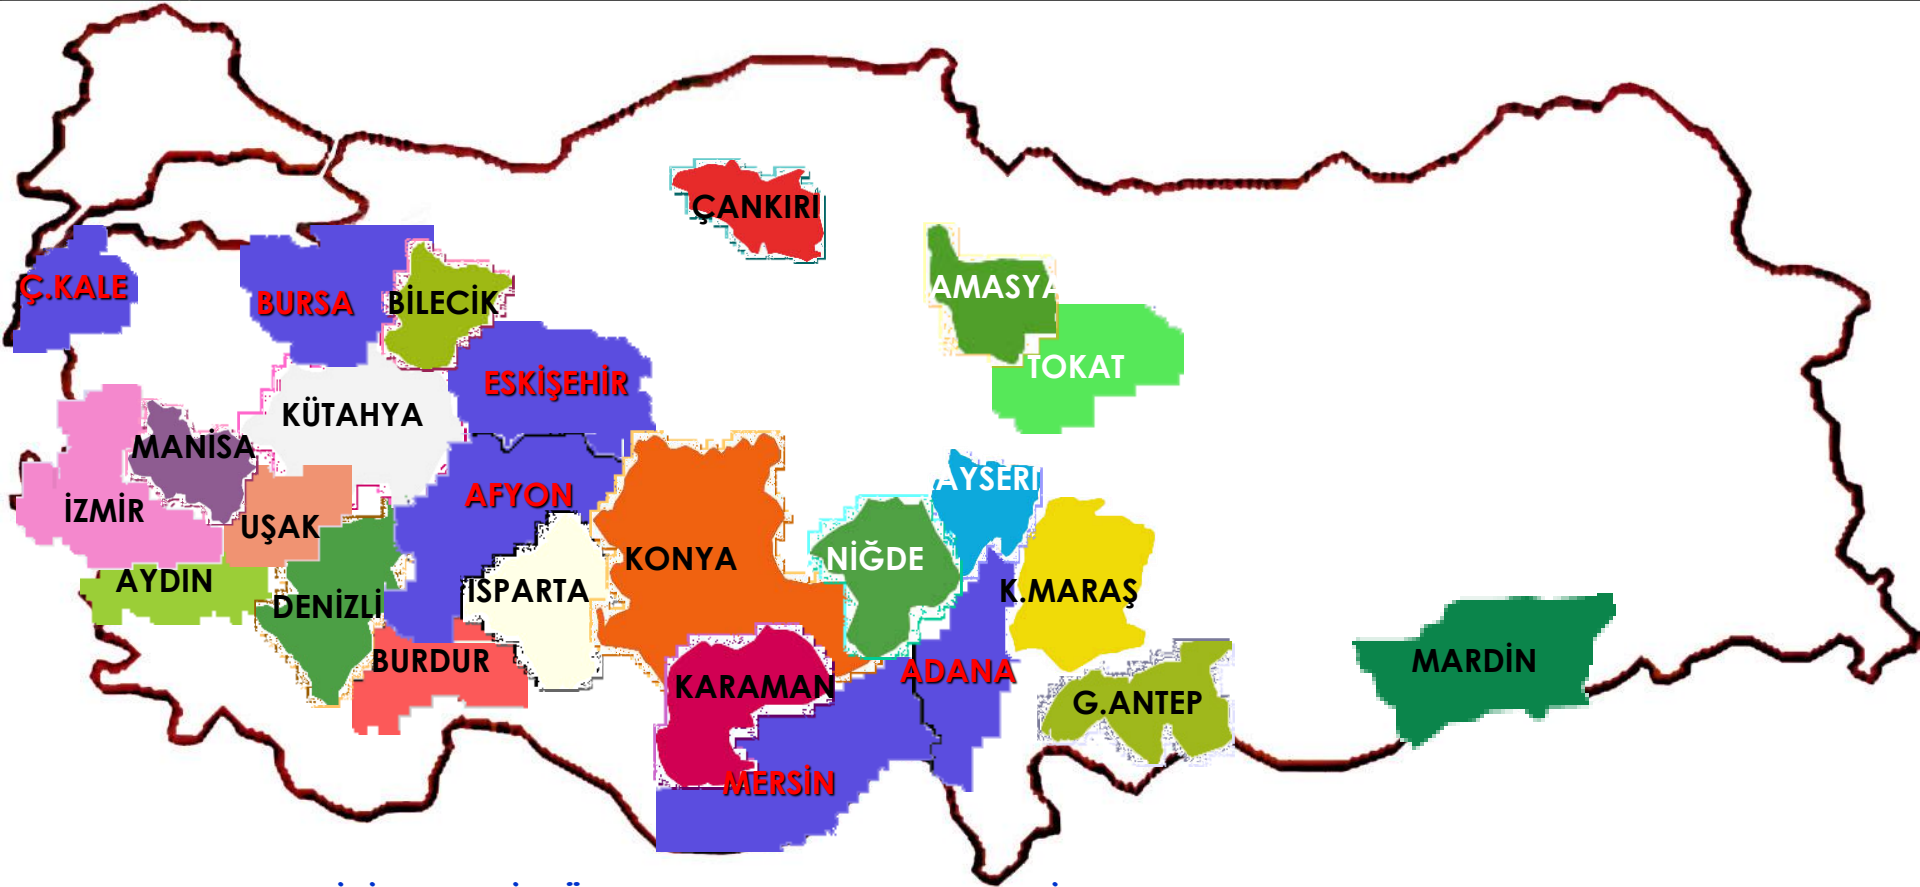 ÇANKIRI
Ç.KALE
BURSA
BİLECİK
AMASYA
TOKAT
ESKİŞEHİR
KÜTAHYA
MANİSA
AYSERİ
AFYON
İZMİR
UŞAK
KONYA
NİĞDE
AYDIN
DENİZLİ
ISPARTA
K.MARAŞ
BURDUR
KARAMAN
ADANA
MARDİN
G.ANTEP
MERSİN